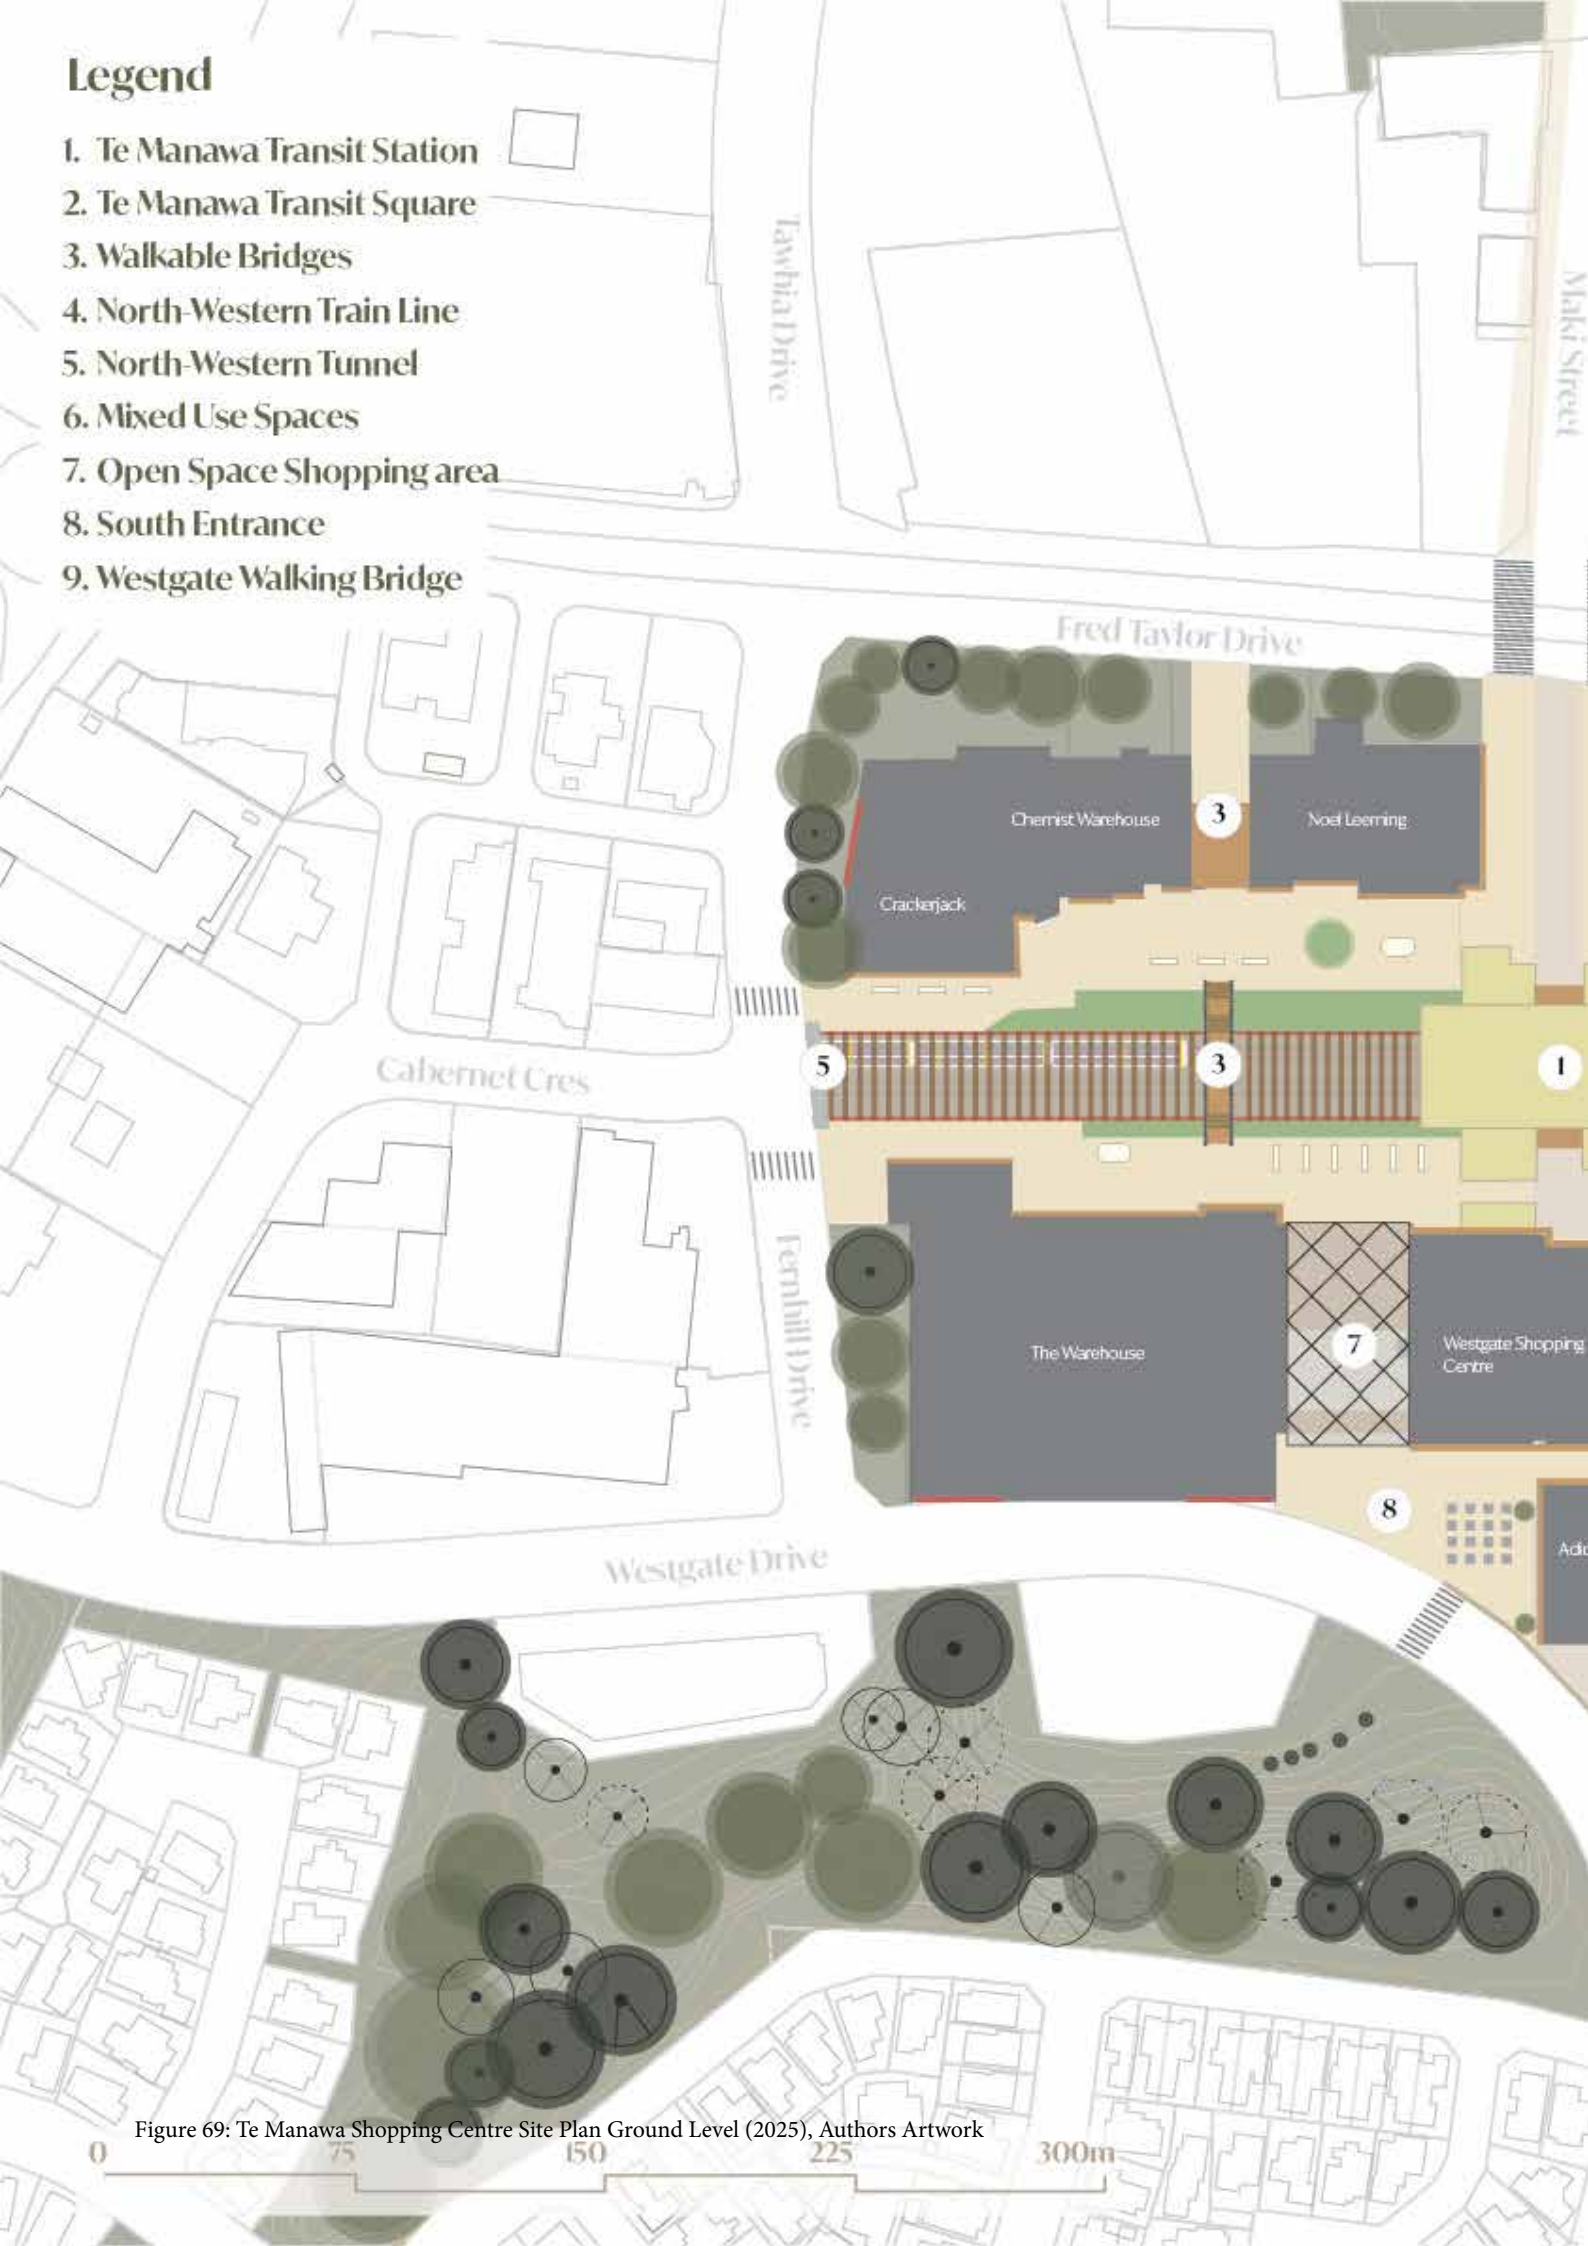 Legend
1. Te Manawa Transit Station
2. Te Manawa Transit Square
3. Walkable Bridges
4. North-Western Train Line
5. North-Western Tunnel
6. Mixed Use Spaces
7. Open Space Shopping area
8. South Entrance
9. Westgate Walking Bridge
Tawhia Drive
Maki Street
Fred Taylor Drive
Chemist Warehouse
3
Noel Leeming
Crackerjack
5
3
1
Cabernet Cres
Fernhill Drive
The Warehouse
7
Westgate Shopping
Centre
8
Westgate Drive
Figure 69: Te Manawa Shopping Centre Site Plan Ground Level (2025), Authors Artwork
0 75 150 225 300m